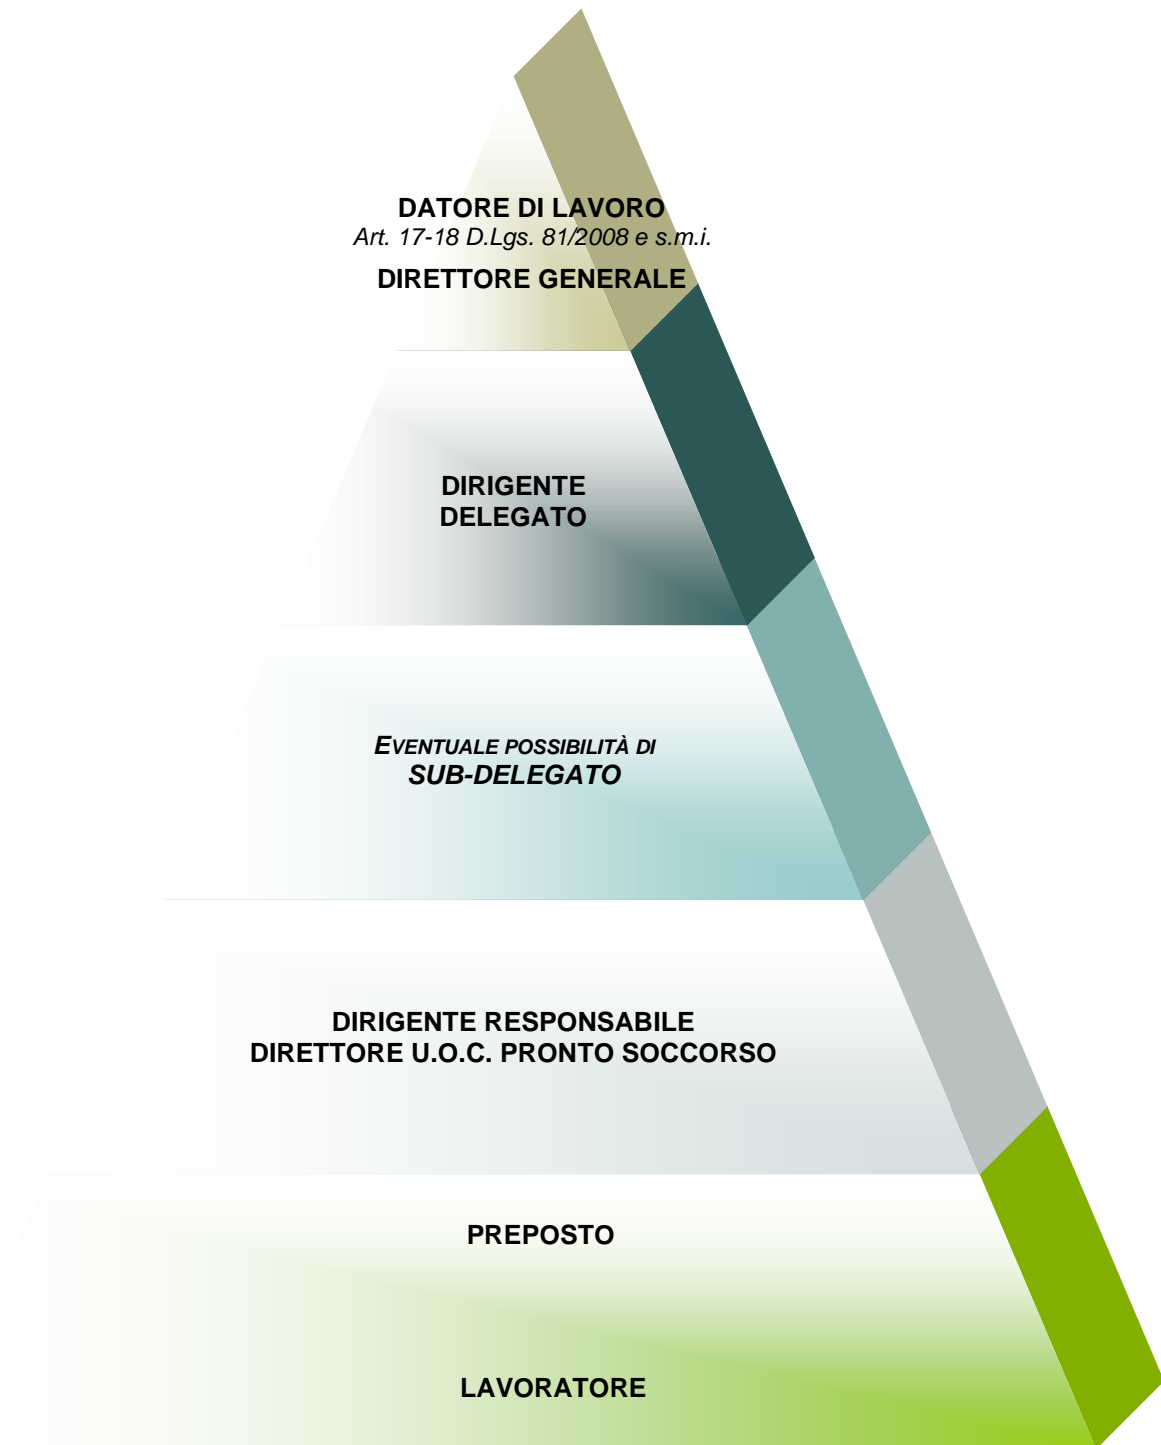 DATORE DI LAVORO
Art. 17-18 D.Lgs. 81/2008 e s.m.i.
DIRETTORE GENERALE
DIRIGENTE
DELEGATO
EVENTUALE POSSIBILITÀ DI
SUB-DELEGATO
DIRIGENTE RESPONSABILE
DIRETTORE U.O.C. PRONTO SOCCORSO
PREPOSTO
LAVORATORE